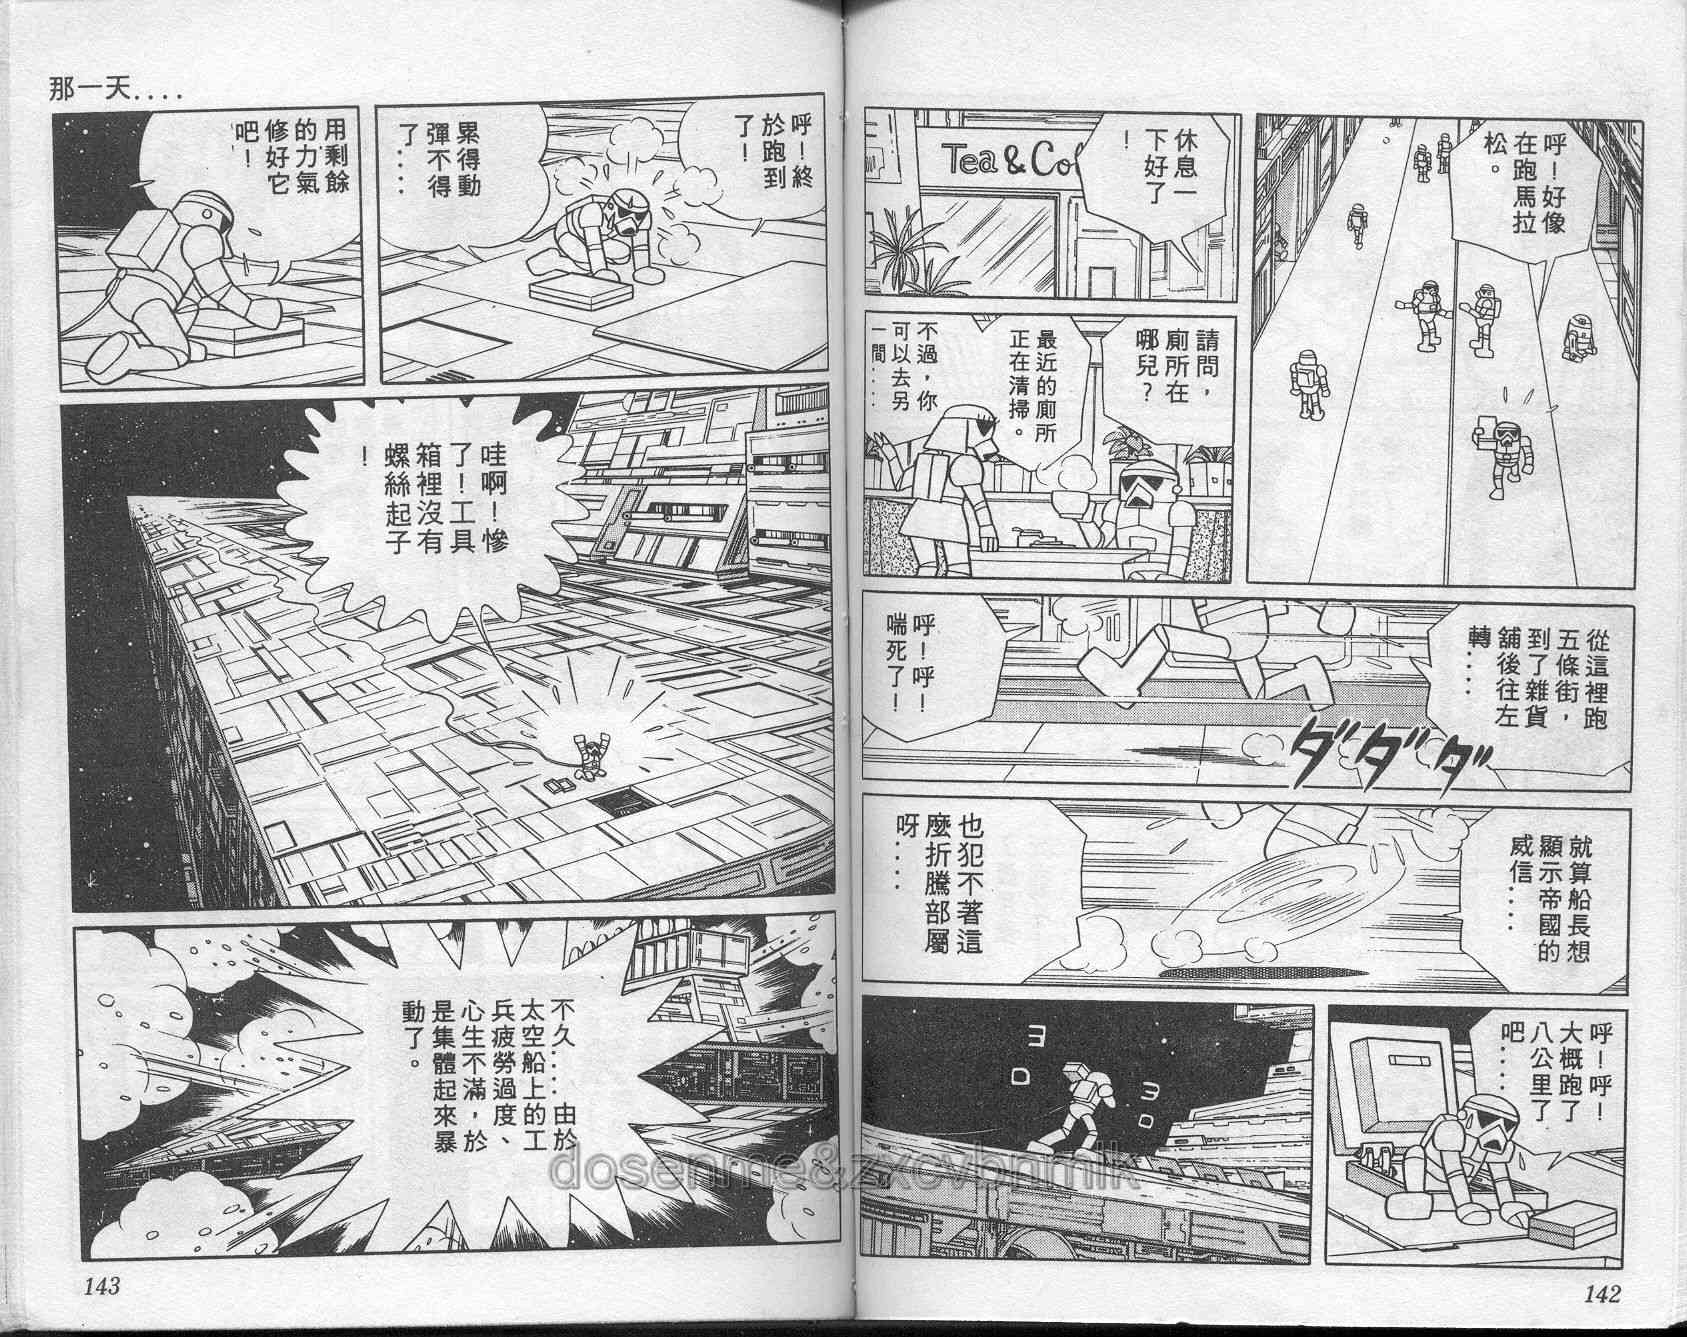 呼！好像
在跑馬拉
松。
休息一
下好了
！
Tea & Co
請問，
廁所在
哪兒？
最近的廁所
正在清掃。
不過，你
可以去另
一間……
從這裡跑
五條街，
到了雜貨
舖後往左
轉……
呼！呼！
喘死了！
ダダダ
就算船長想
顯示帝國的
威信……
也犯不著這
麼折騰部屬
呀……
呼！呼！
大概跑了
八公里了
吧……
ヨ
ロ
ヨ
ロ
142
那一天....
呼！終
於跑到
了！
累得動
彈不得
了……
用剩餘
的力氣
修好它
吧！
哇啊！慘
了！工具
箱裡沒有
螺絲起子
！
不久……由於
太空船上的工
兵疲勞過度、
心生不滿，於
是集體起來暴
動了。
143
dosenme&zxcvbnmlk